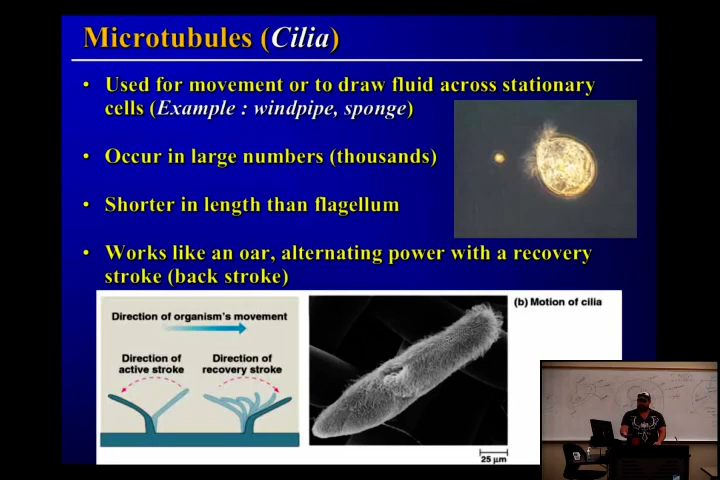 Microtubules (Cilia)
• Used for movement or to draw fluid across stationary
cells (Example : windpipe, sponge)
• Occur in large numbers (thousands)
• Shorter in length than flagellum
• Works like an oar, alternating power with a recovery
stroke (back stroke)
Direction of organism's movement
Direction of
active stroke
Direction of
recovery stroke
(b) Motion of cilia
25 µm